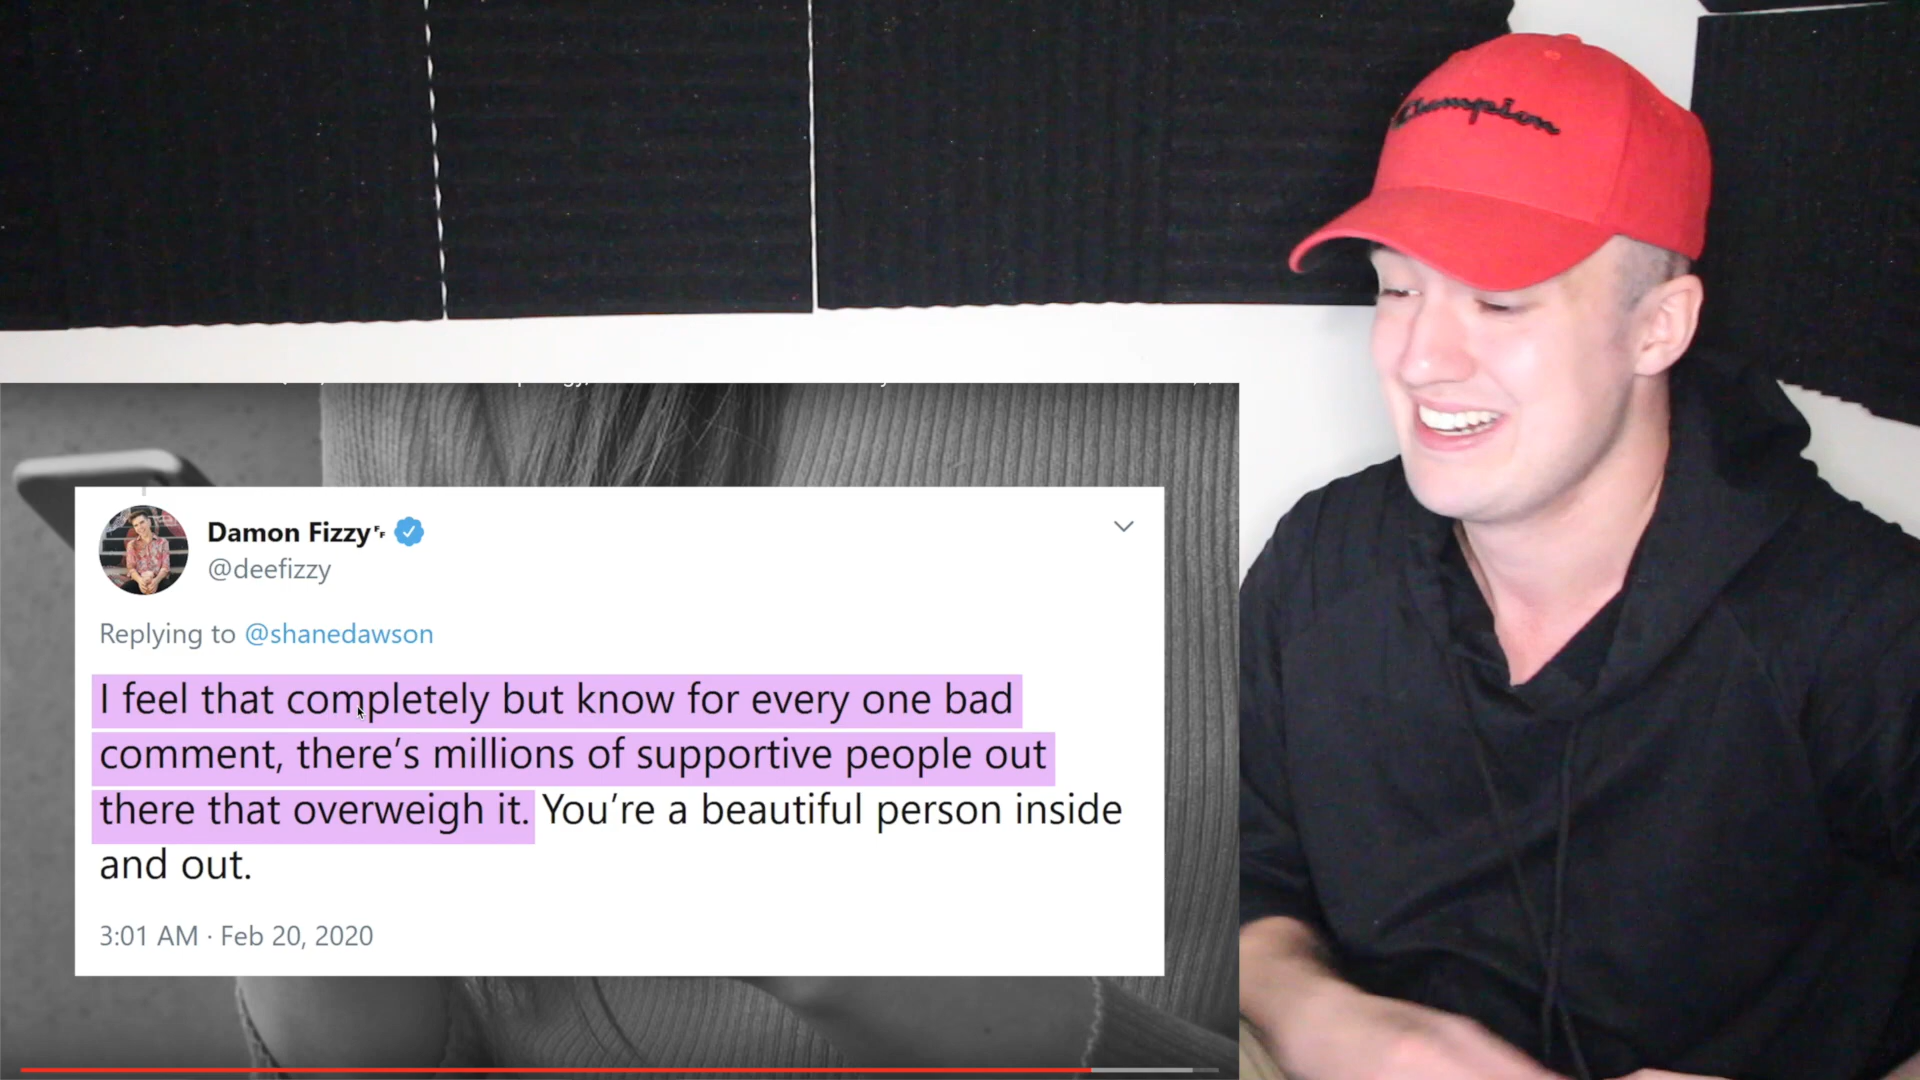 Champion
Damon Fizzy
@deefizzy
Replying to @shanedawson
I feel that completely but know for every one bad
comment, there’s millions of supportive people out
there that overweigh it. You’re a beautiful person inside
and out.
3:01 AM · Feb 20, 2020